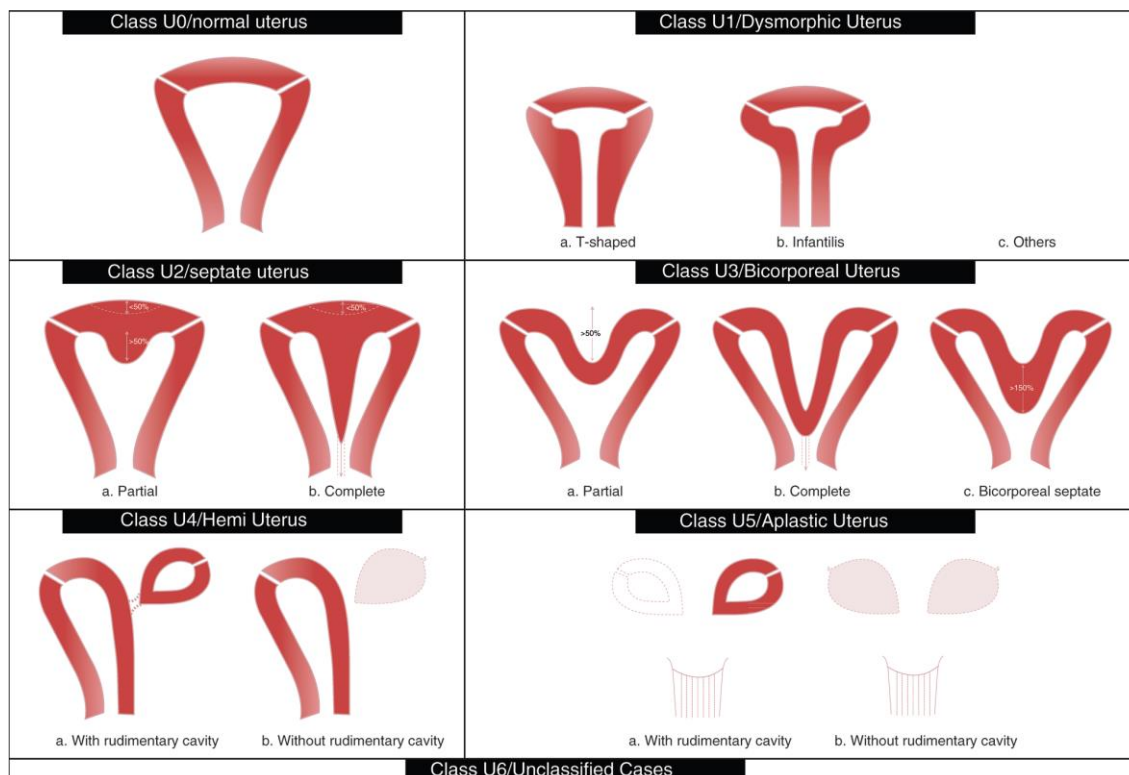 Class U0/normal uterus
Class U1/Dysmorphic Uterus
a. T-shaped
b. Infantilis
c. Others
Class U2/septate uterus
<50%
>50%
<50%
a. Partial
b. Complete
Class U3/Bicorporeal Uterus
>50%
>150%
a. Partial
b. Complete
c. Bicorporeal septate
Class U4/Hemi Uterus
a. With rudimentary cavity
b. Without rudimentary cavity
Class U5/Aplastic Uterus
a. With rudimentary cavity
b. Without rudimentary cavity
Class U6/Unclassified Cases